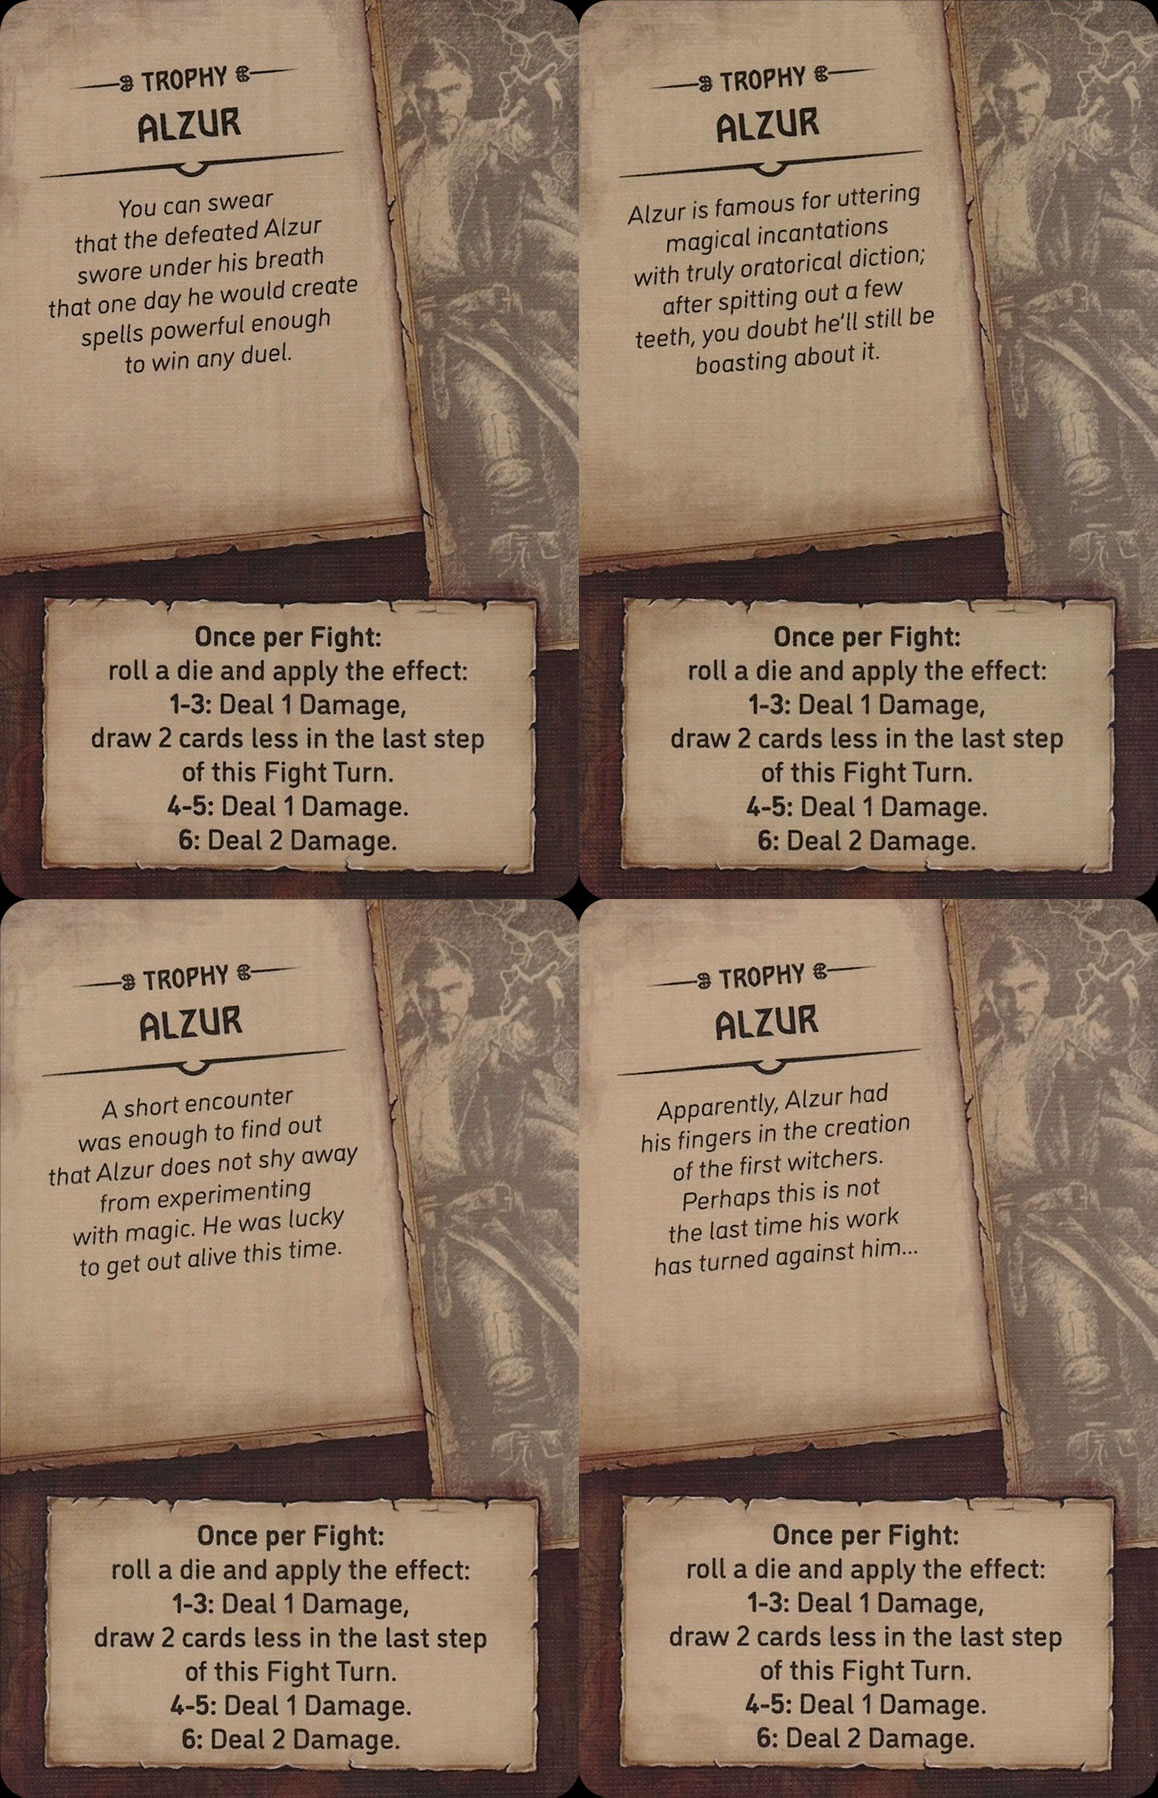 TROPHY
ALZUR
You can swear
that the defeated Alzur
swore under his breath
that one day he would create
spells powerful enough
to win any duel.
Once per Fight:
roll a die and apply the effect:
1-3: Deal 1 Damage,
draw 2 cards less in the last step
of this Fight Turn.
4-5: Deal 1 Damage.
6: Deal 2 Damage.
TROPHY
ALZUR
Alzur is famous for uttering
magical incantations
with truly oratorical diction;
after spitting out a few
teeth, you doubt he'll still be
boasting about it.
Once per Fight:
roll a die and apply the effect:
1-3: Deal 1 Damage,
draw 2 cards less in the last step
of this Fight Turn.
4-5: Deal 1 Damage.
6: Deal 2 Damage.
TROPHY
ALZUR
A short encounter
was enough to find out
that Alzur does not shy away
from experimenting
with magic. He was lucky
to get out alive this time.
Once per Fight:
roll a die and apply the effect:
1-3: Deal 1 Damage,
draw 2 cards less in the last step
of this Fight Turn.
4-5: Deal 1 Damage.
6: Deal 2 Damage.
TROPHY
ALZUR
Apparently, Alzur had
his fingers in the creation
of the first witchers.
Perhaps this is not
the last time his work
has turned against him...
Once per Fight:
roll a die and apply the effect:
1-3: Deal 1 Damage,
draw 2 cards less in the last step
of this Fight Turn.
4-5: Deal 1 Damage.
6: Deal 2 Damage.